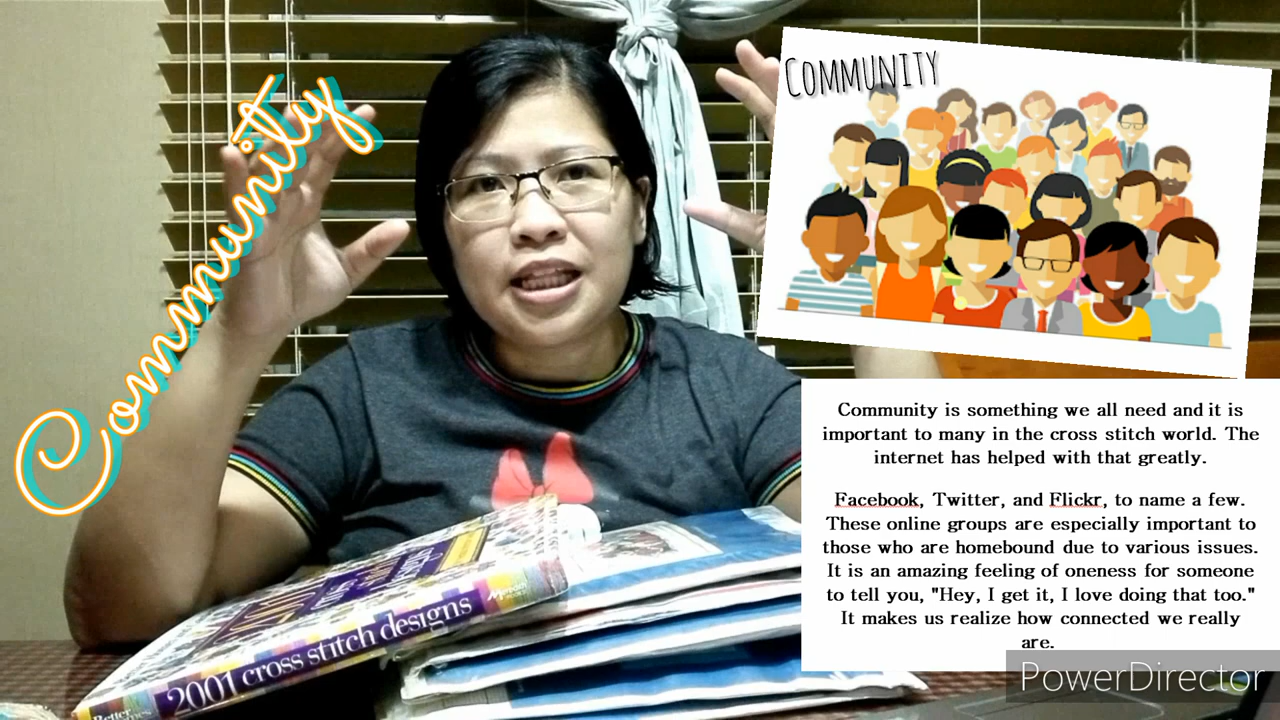 Community
COMMUNITY
Community is something we all need and it is
important to many in the cross stitch world. The
internet has helped with that greatly.
Facebook, Twitter, and Flickr, to name a few.
These online groups are especially important to
those who are homebound due to various issues.
It is an amazing feeling of oneness for someone
to tell you, "Hey, I get it, I love doing that too."
It makes us realize how connected we really
are.
2001 cross stitch designs
PowerDirector